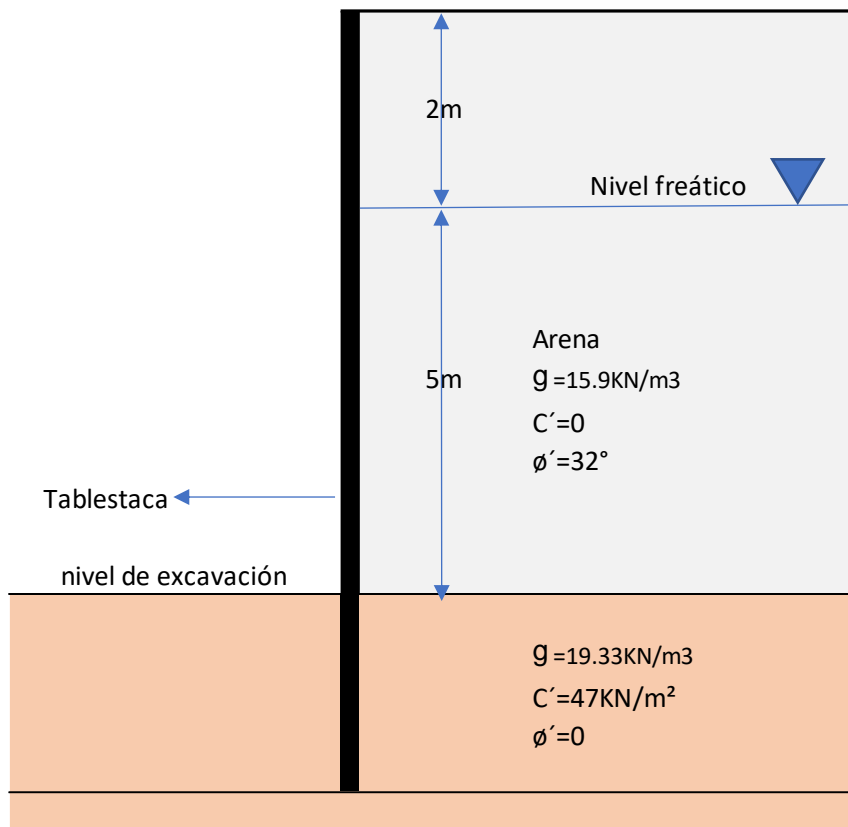 2m
Nivel freático
Arena
g =15.9KN/m3
5m
C´=0
ø´=32°
Tablestaca
nivel de excavación
g =19.33KN/m3
C´=47KN/m²
ø´=0